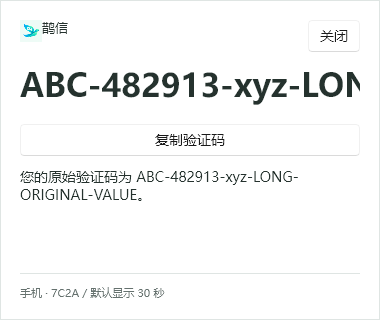 鹊信
关闭
ABC-482913-xyz-LON
复制验证码
您的原始验证码为 ABC-482913-xyz-LONG-
ORIGINAL-VALUE。
手机 · 7C2A / 默认显示 30 秒